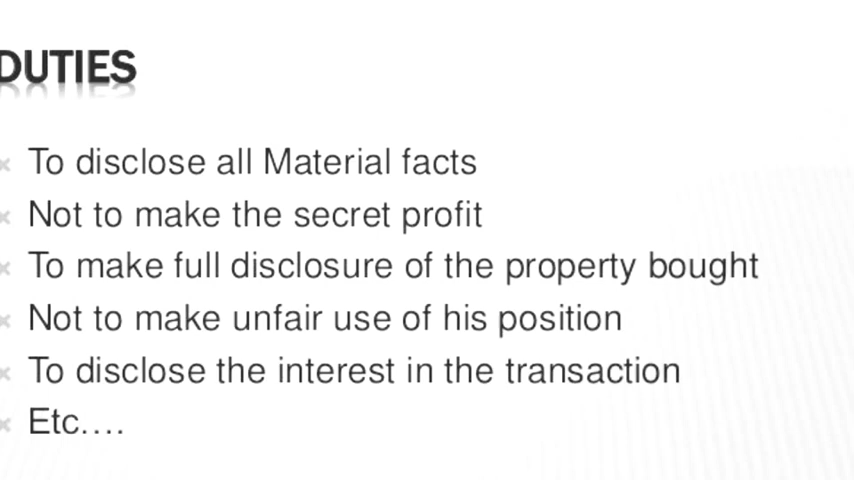 DUTIES
To disclose all Material facts
Not to make the secret profit
To make full disclosure of the property bought
Not to make unfair use of his position
To disclose the interest in the transaction
Etc....